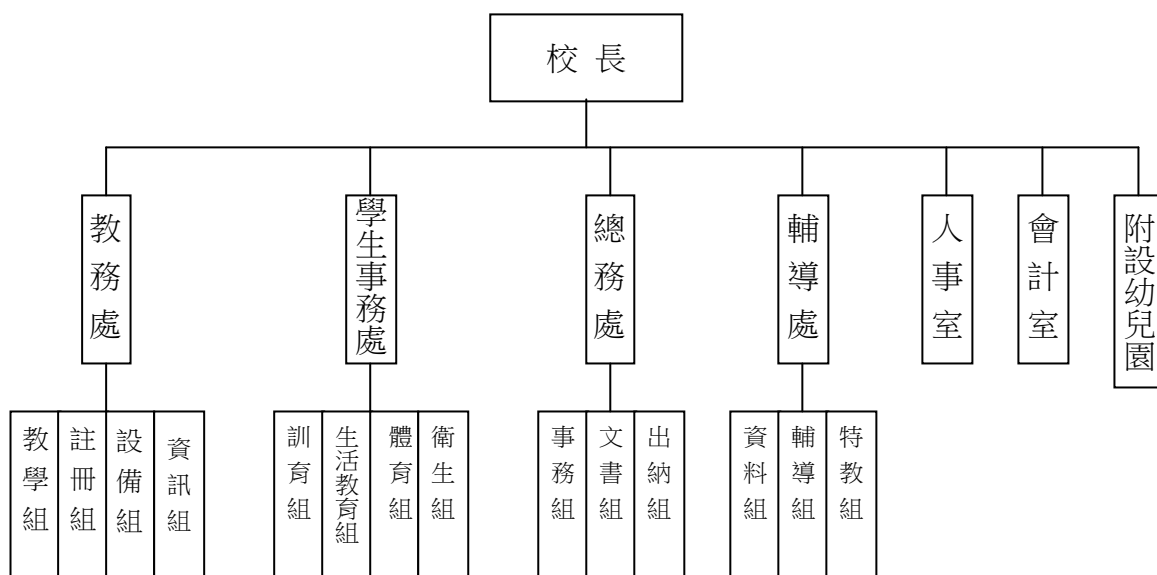 校長
教務處
學生事務處
總務處
輔導處
人事室
會計室
附設幼兒園
教學組
註冊組
設備組
資訊組
訓育組
生活教育組
體育組
衛生組
事務組
文書組
出納組
資料組
輔導組
特教組